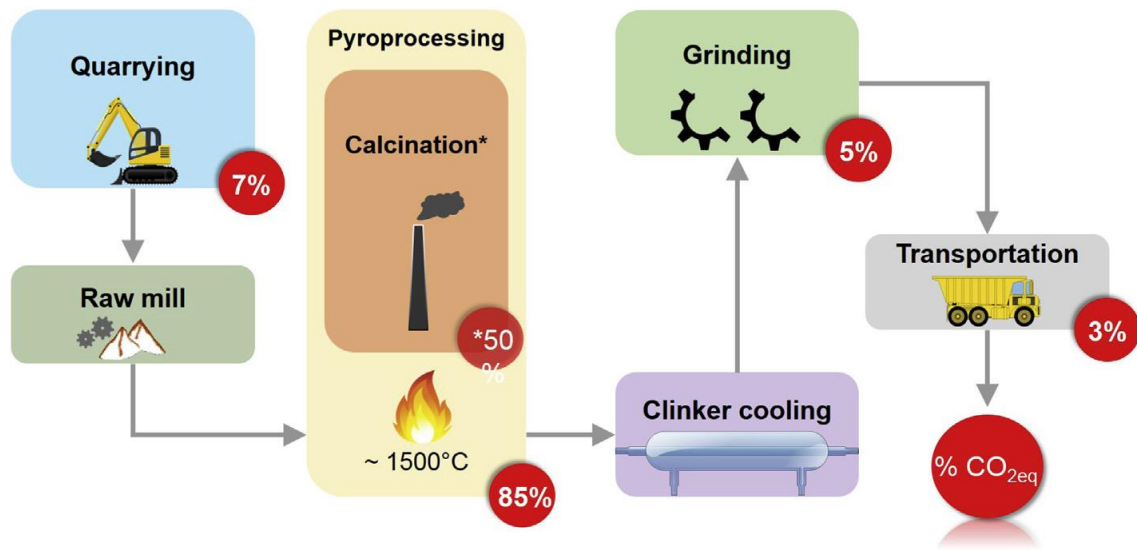 Quarrying
7%
Raw mill
Pyroprocessing
Calcination*
*50
%
~ 1500°C
85%
Clinker cooling
Grinding
5%
Transportation
3%
% CO₂eq